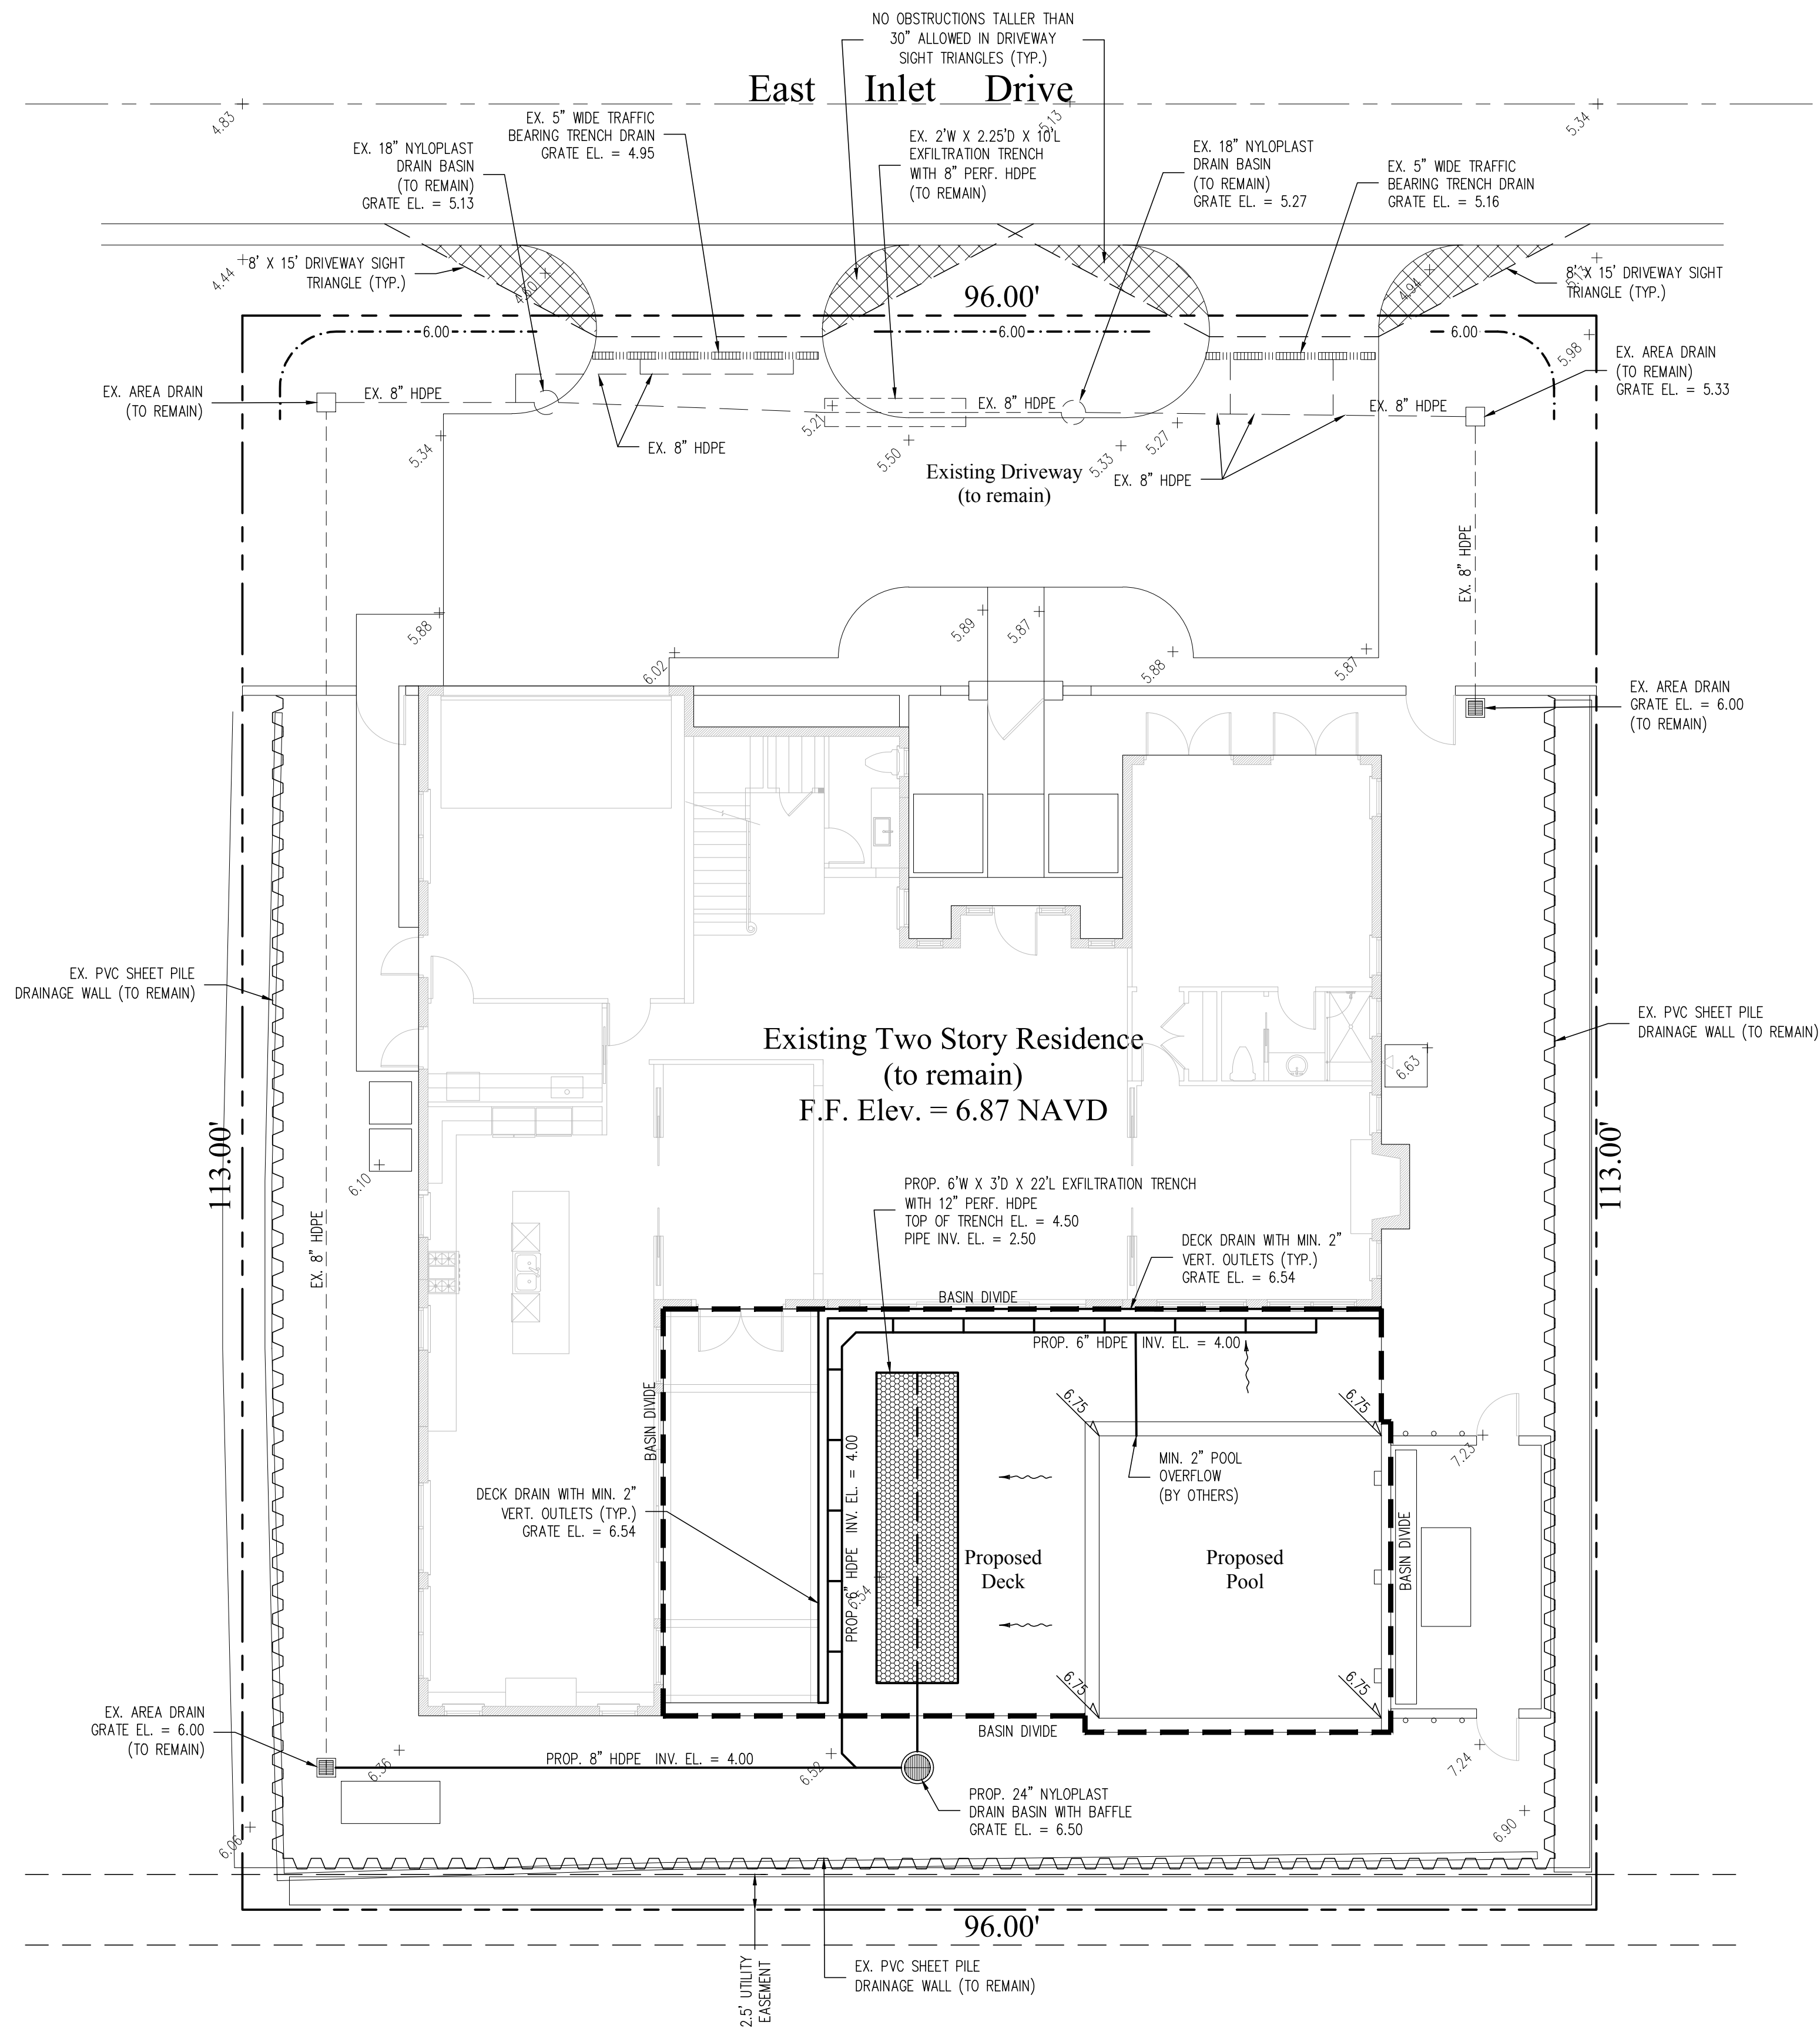 NO OBSTRUCTIONS TALLER THAN
30" ALLOWED IN DRIVEWAY
SIGHT TRIANGLES (TYP.)
East Inlet Drive
4.83
5.13
5.34
EX. 5" WIDE TRAFFIC
BEARING TRENCH DRAIN
GRATE EL. = 4.95
EX. 18" NYLOPLAST
DRAIN BASIN
(TO REMAIN)
GRATE EL. = 5.13
EX. 2'W X 2.25'D X 10'L
EXFILTRATION TRENCH
WITH 8" PERF. HDPE
(TO REMAIN)
EX. 18" NYLOPLAST
DRAIN BASIN
(TO REMAIN)
GRATE EL. = 5.27
EX. 5" WIDE TRAFFIC
BEARING TRENCH DRAIN
GRATE EL. = 5.16
4.44
8' X 15' DRIVEWAY SIGHT
TRIANGLE (TYP.)
96.00'
4.94
8' X 15' DRIVEWAY SIGHT
TRIANGLE (TYP.)
6.00
6.00
6.00
5.98
EX. AREA DRAIN
(TO REMAIN)
EX. 8" HDPE
EX. 8" HDPE
EX. 8" HDPE
EX. AREA DRAIN
(TO REMAIN)
GRATE EL. = 5.33
5.34
EX. 8" HDPE
5.21
5.50
Existing Driveway
(to remain)
5.33
5.27
EX. 8" HDPE
EX. 8" HDPE
5.88
6.02
5.89
5.87
5.88
5.87
EX. AREA DRAIN
GRATE EL. = 6.00
(TO REMAIN)
EX. PVC SHEET PILE
DRAINAGE WALL (TO REMAIN)
EX. PVC SHEET PILE
DRAINAGE WALL (TO REMAIN)
Existing Two Story Residence
(to remain)
F.F. Elev. = 6.87 NAVD
6.63
113.00'
113.00'
6.10
EX. 8" HDPE
PROP. 6'W X 3'D X 22'L EXFILTRATION TRENCH
WITH 12" PERF. HDPE
TOP OF TRENCH EL. = 4.50
PIPE INV. EL. = 2.50
DECK DRAIN WITH MIN. 2"
VERT. OUTLETS (TYP.)
GRATE EL. = 6.54
BASIN DIVIDE
PROP. 6" HDPE INV. EL. = 4.00
BASIN DIVIDE
6.75
6.75
PROP. 6" HDPE INV. EL. = 4.00
MIN. 2" POOL
OVERFLOW
(BY OTHERS)
7.23
DECK DRAIN WITH MIN. 2"
VERT. OUTLETS (TYP.)
GRATE EL. = 6.54
Proposed
Deck
Proposed
Pool
BASIN DIVIDE
6.75
6.75
EX. AREA DRAIN
GRATE EL. = 6.00
(TO REMAIN)
BASIN DIVIDE
PROP. 8" HDPE INV. EL. = 4.00
6.36
6.52
7.24
PROP. 24" NYLOPLAST
DRAIN BASIN WITH BAFFLE
GRATE EL. = 6.50
6.06
6.90
96.00'
2.5' UTILITY
EASEMENT
EX. PVC SHEET PILE
DRAINAGE WALL (TO REMAIN)